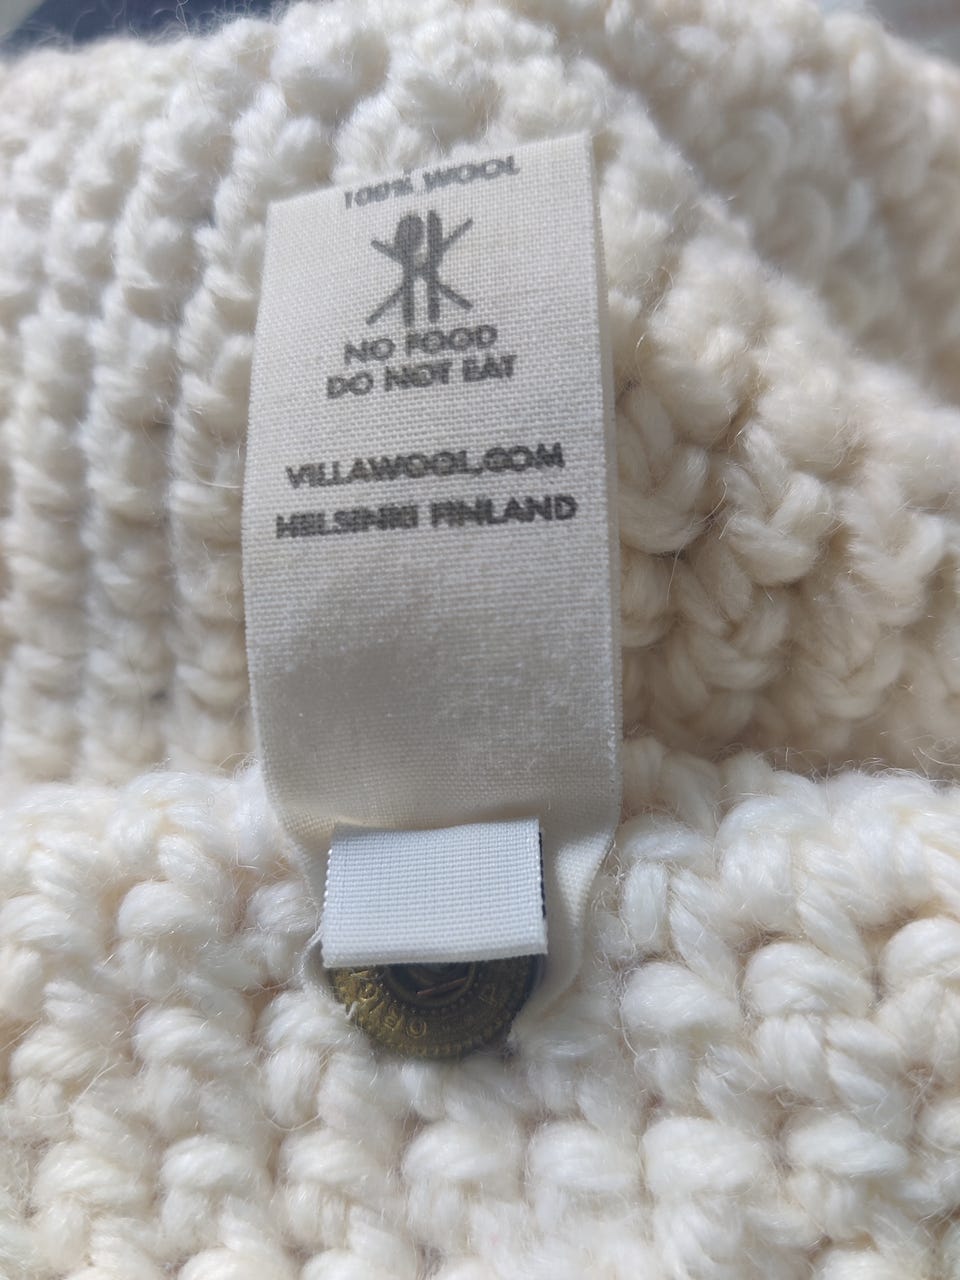 100% WOOL
NO FOOD
DO NOT EAT
VILLAWOOL.COM
HELSINKI FINLAND